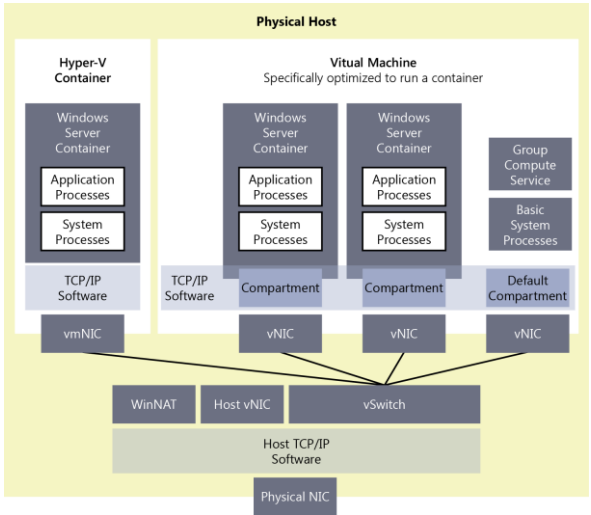 Physical Host
Hyper-V
Container
Windows
Server
Container
Application
Processes
System
Processes
TCP/IP
Software
vmNIC
Vitual Machine
Specifically optimized to run a container
Windows
Server
Container
Application
Processes
System
Processes
Windows
Server
Container
Application
Processes
System
Processes
Group
Compute
Service
Basic
System
Processes
TCP/IP
Software
Compartment
Compartment
Default
Compartment
vNIC
vNIC
vNIC
WinNAT
Host vNIC
vSwitch
Host TCP/IP
Software
Physical NIC